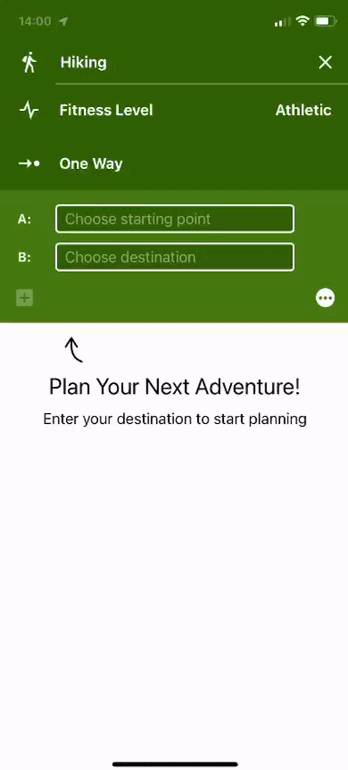 14:00
Hiking
Fitness Level Athletic
One Way
A: Choose starting point
B: Choose destination
Plan Your Next Adventure!
Enter your destination to start planning